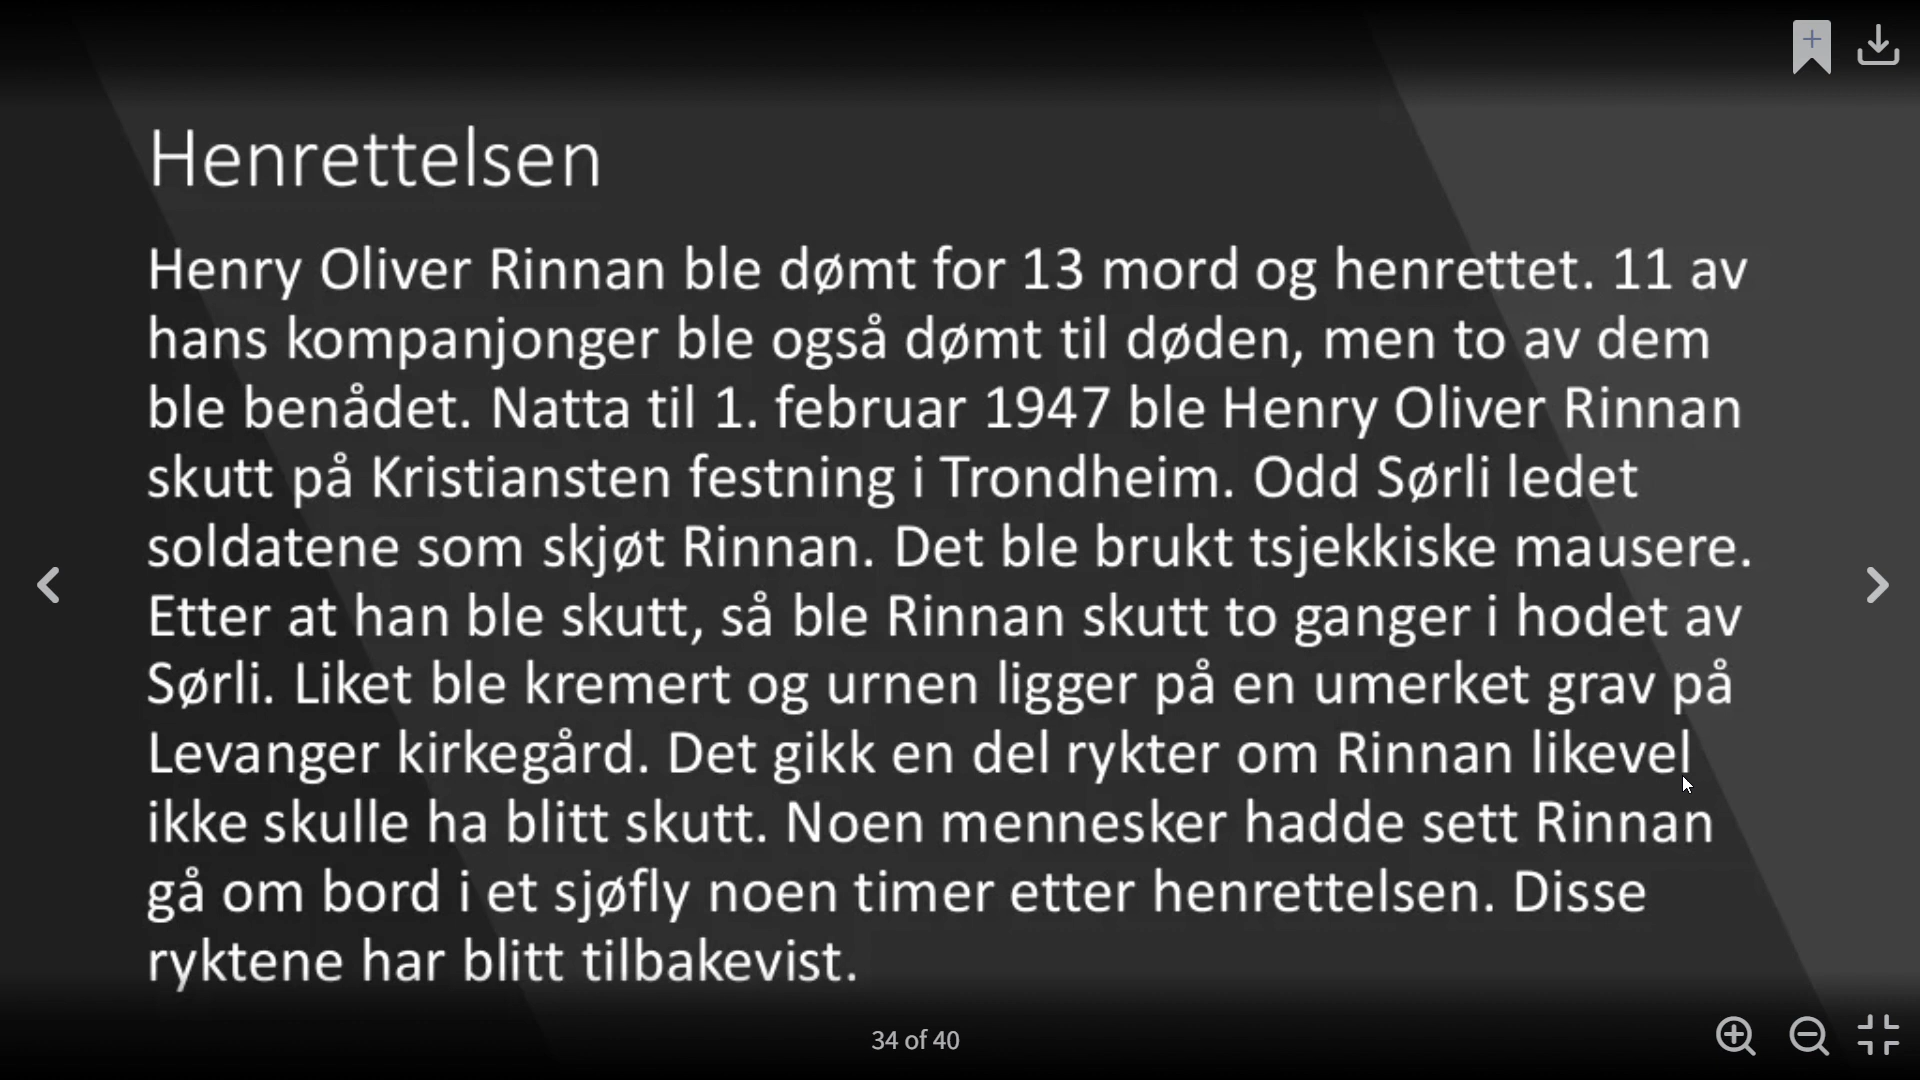 Henrettelsen
Henry Oliver Rinnan ble dømt for 13 mord og henrettet. 11 av
hans kompanjonger ble også dømt til døden, men to av dem
ble benådet. Natta til 1. februar 1947 ble Henry Oliver Rinnan
skutt på Kristiansten festning i Trondheim. Odd Sørli ledet
soldatene som skjøt Rinnan. Det ble brukt tsjekkiske mausere.
Etter at han ble skutt, så ble Rinnan skutt to ganger i hodet av
Sørli. Liket ble kremert og urnen ligger på en umerket grav på
Levanger kirkegård. Det gikk en del rykter om Rinnan likevel
ikke skulle ha blitt skutt. Noen mennesker hadde sett Rinnan
gå om bord i et sjøfly noen timer etter henrettelsen. Disse
ryktene har blitt tilbakevist.
34 of 40